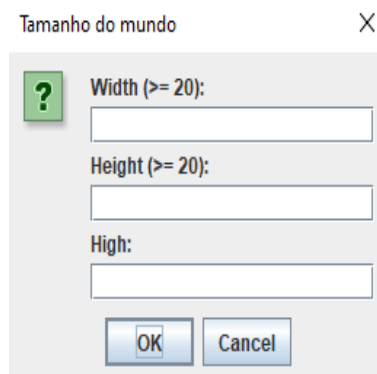 Tamanho do mundo
Width (>= 20):
Height (>= 20):
High:
OK Cancel